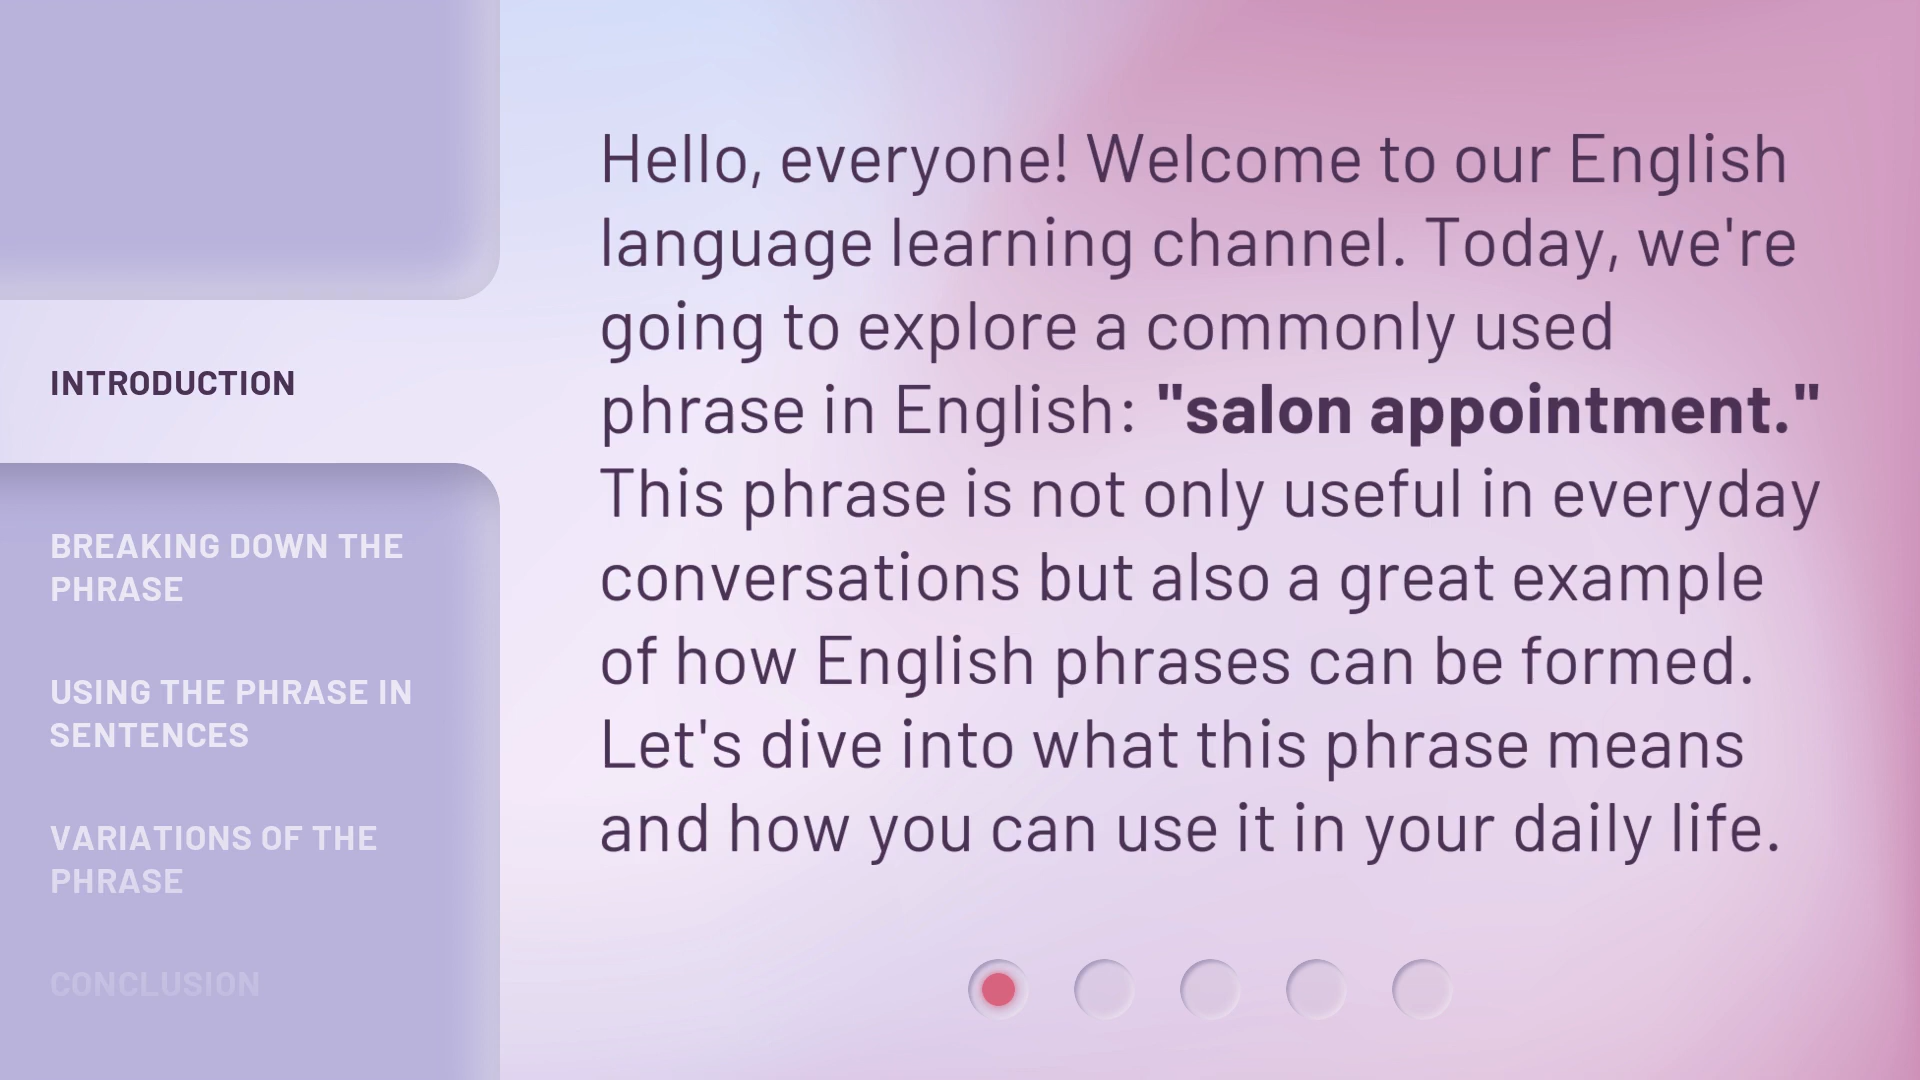 INTRODUCTION
BREAKING DOWN THE
PHRASE
USING THE PHRASE IN
SENTENCES
VARIATIONS OF THE
PHRASE
CONCLUSION
Hello, everyone! Welcome to our English
language learning channel. Today, we're
going to explore a commonly used
phrase in English: "salon appointment."
This phrase is not only useful in everyday
conversations but also a great example
of how English phrases can be formed.
Let's dive into what this phrase means
and how you can use it in your daily life.